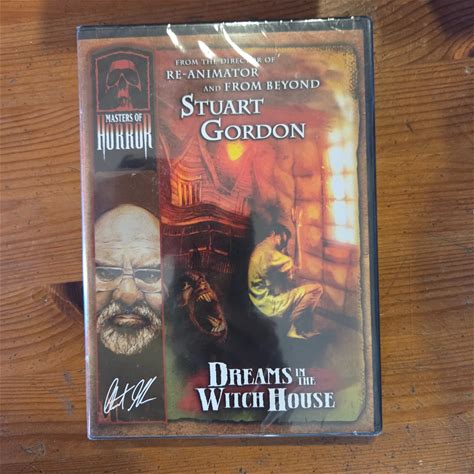 MASTERS OF
HORROR
FROM THE DIRECTOR OF
RE-ANIMATOR
AND FROM BEYOND
STUART
GORDON
DREAMS IN THE
WITCH HOUSE